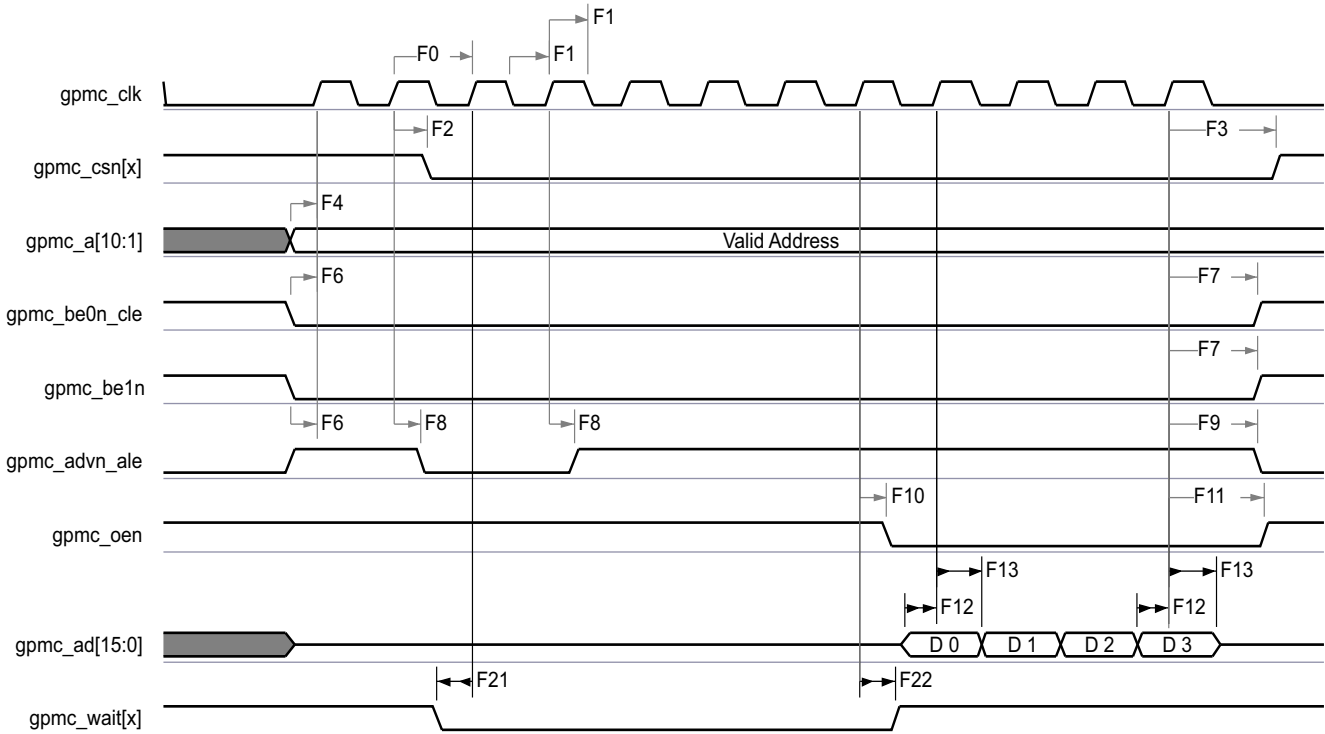 F1
F0 F1
gpmc_clk
F2 F3
gpmc_csn[x]
F4
gpmc_a[10:1] Valid Address
F6 F7
gpmc_be0n_cle
F7
gpmc_be1n
F6 F8 F8 F9
gpmc_advn_ale
F10 F11
gpmc_oen
F13 F13
F12 F12
gpmc_ad[15:0] D 0 D 1 D 2 D 3
F21 F22
gpmc_wait[x]